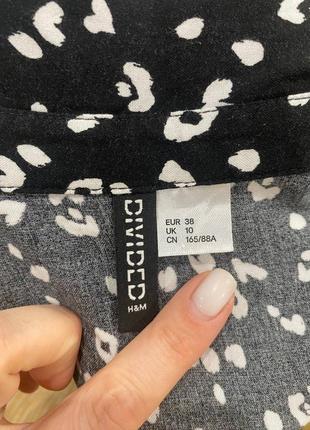 DIVIDED
H&M
EUR 38
UK 10
CN 165/88A